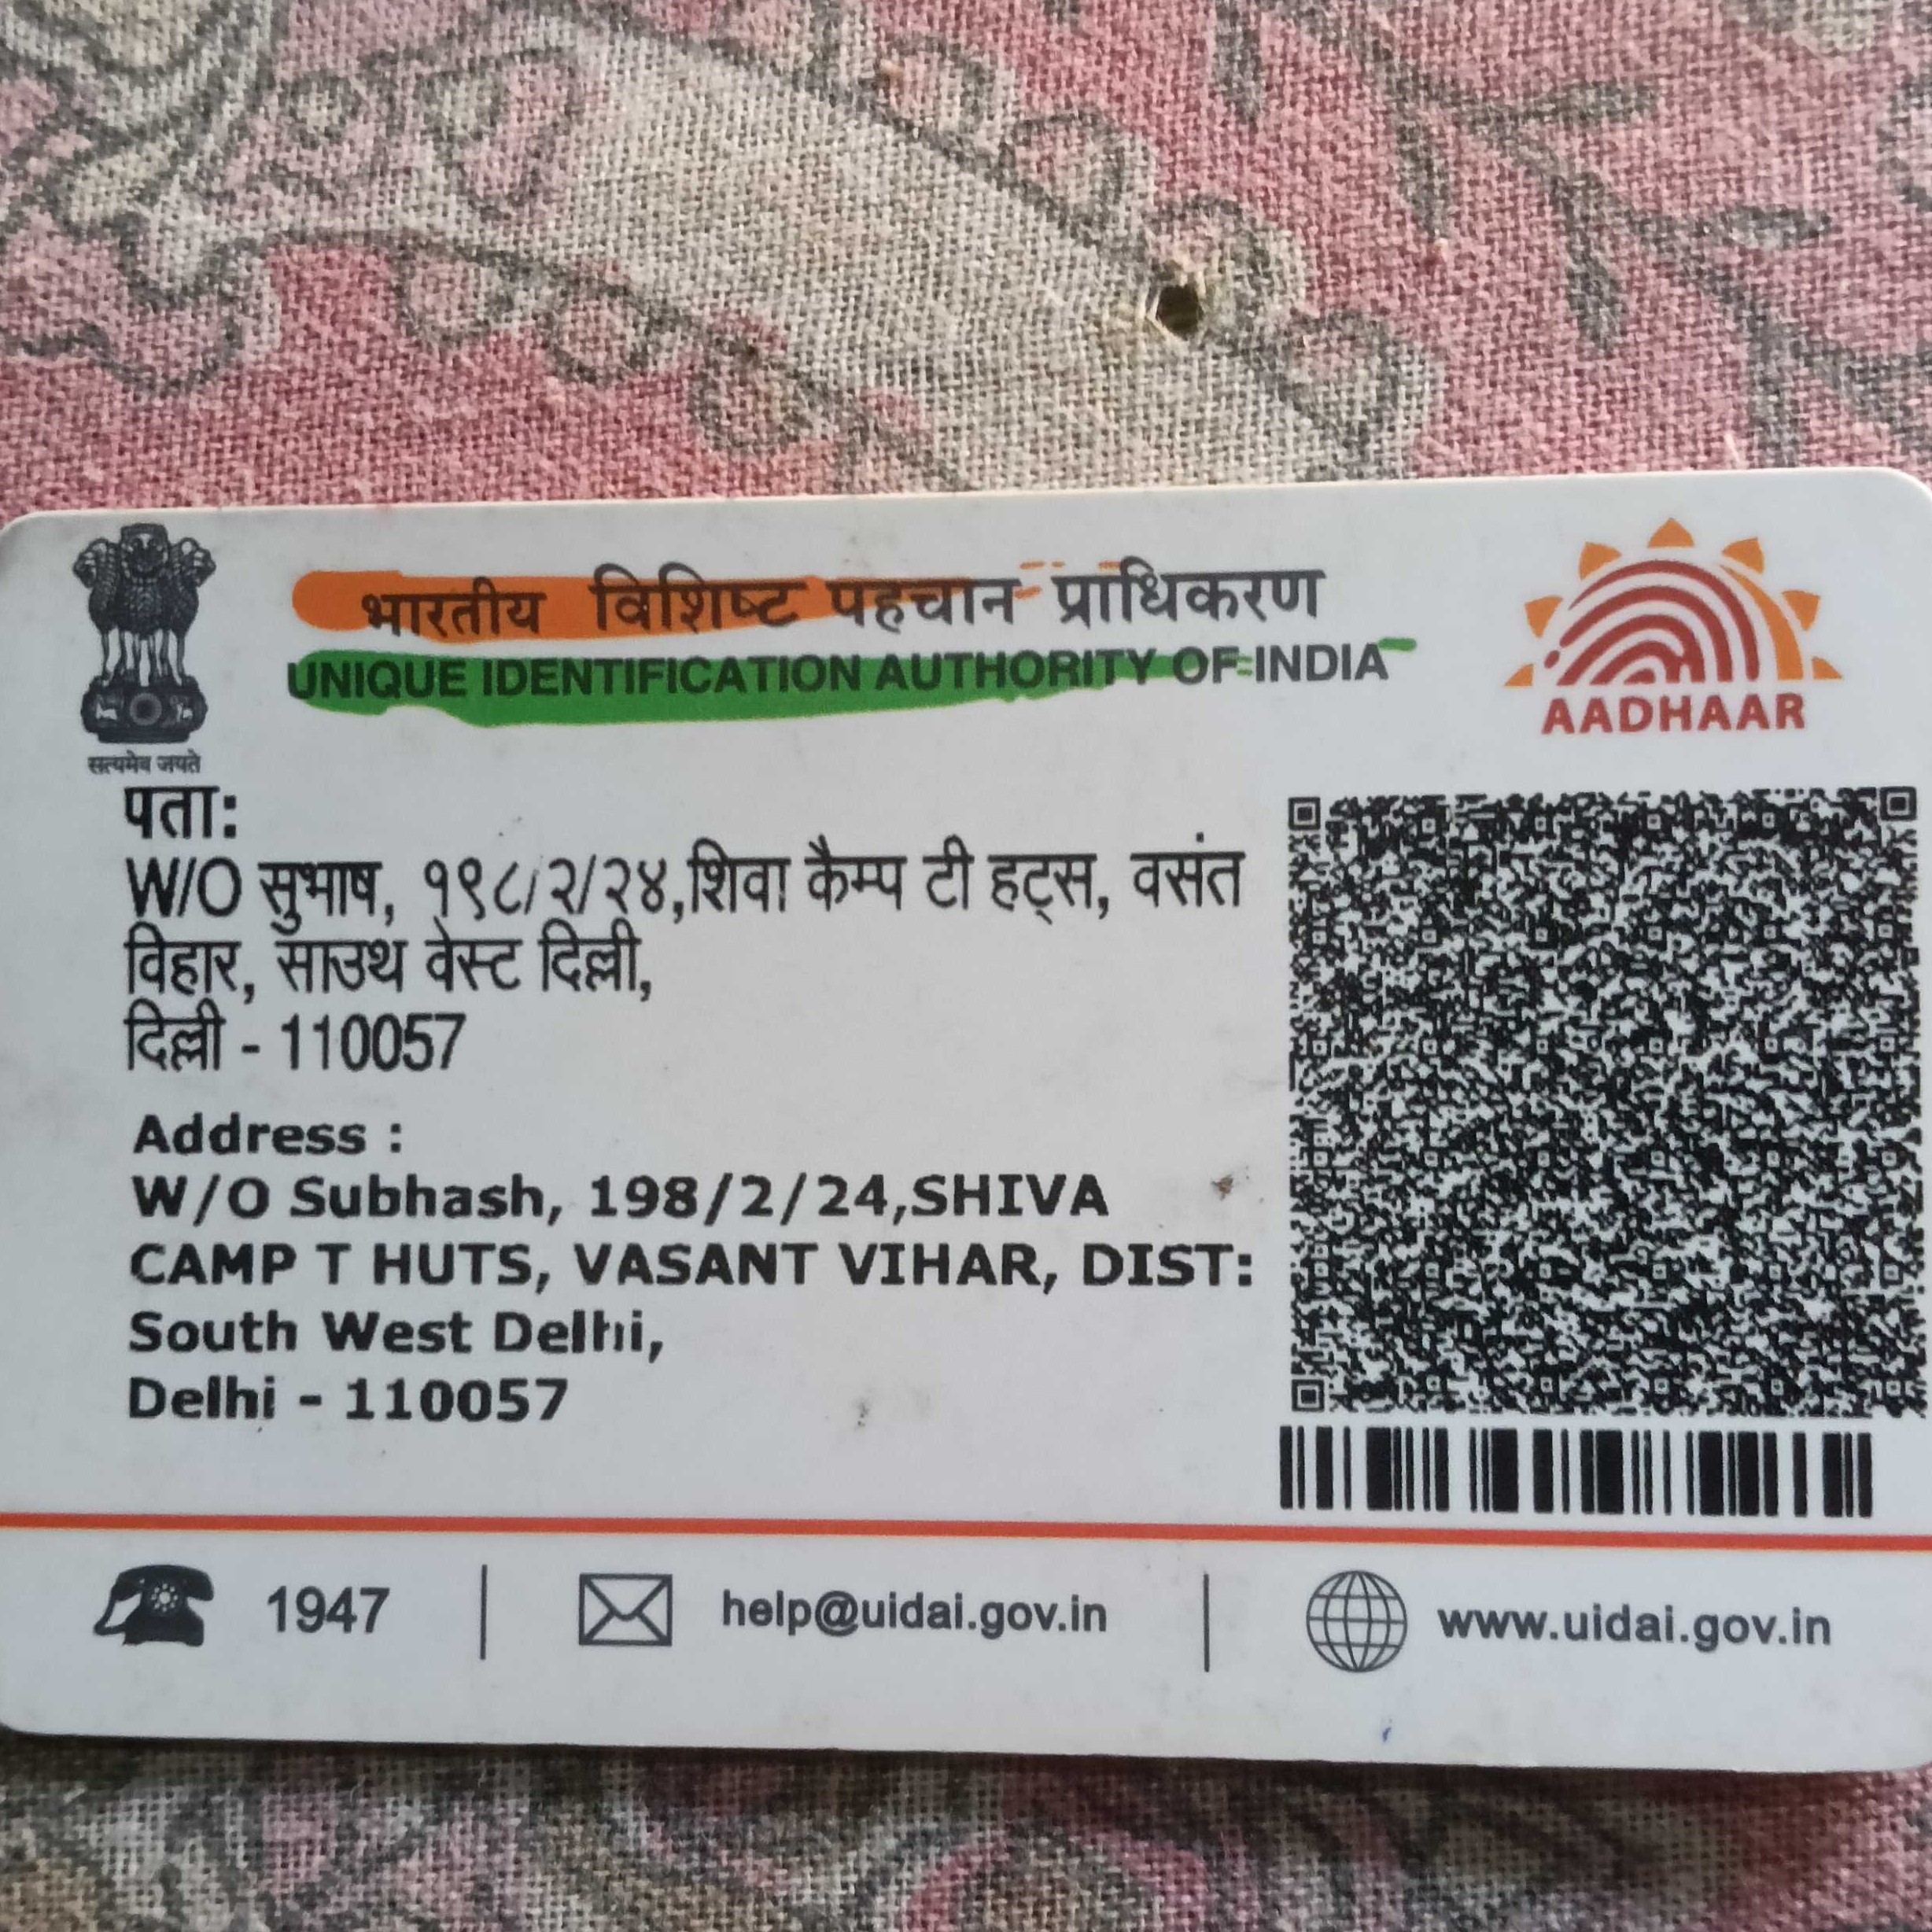 भारतीय विशिष्ट पहचान प्राधिकरण
UNIQUE IDENTIFICATION AUTHORITY OF INDIA
AADHAAR
सत्यमेव जयते
पता:
W/O सुभाष, १९८/२/२४,शिवा कैम्प टी हट्स, वसंत
विहार, साउथ वेस्ट दिल्ली,
दिल्ली - 110057
Address :
W/O Subhash, 198/2/24,SHIVA
CAMP T HUTS, VASANT VIHAR, DIST:
South West Delhi,
Delhi - 110057
1947
help@uidai.gov.in
www.uidai.gov.in